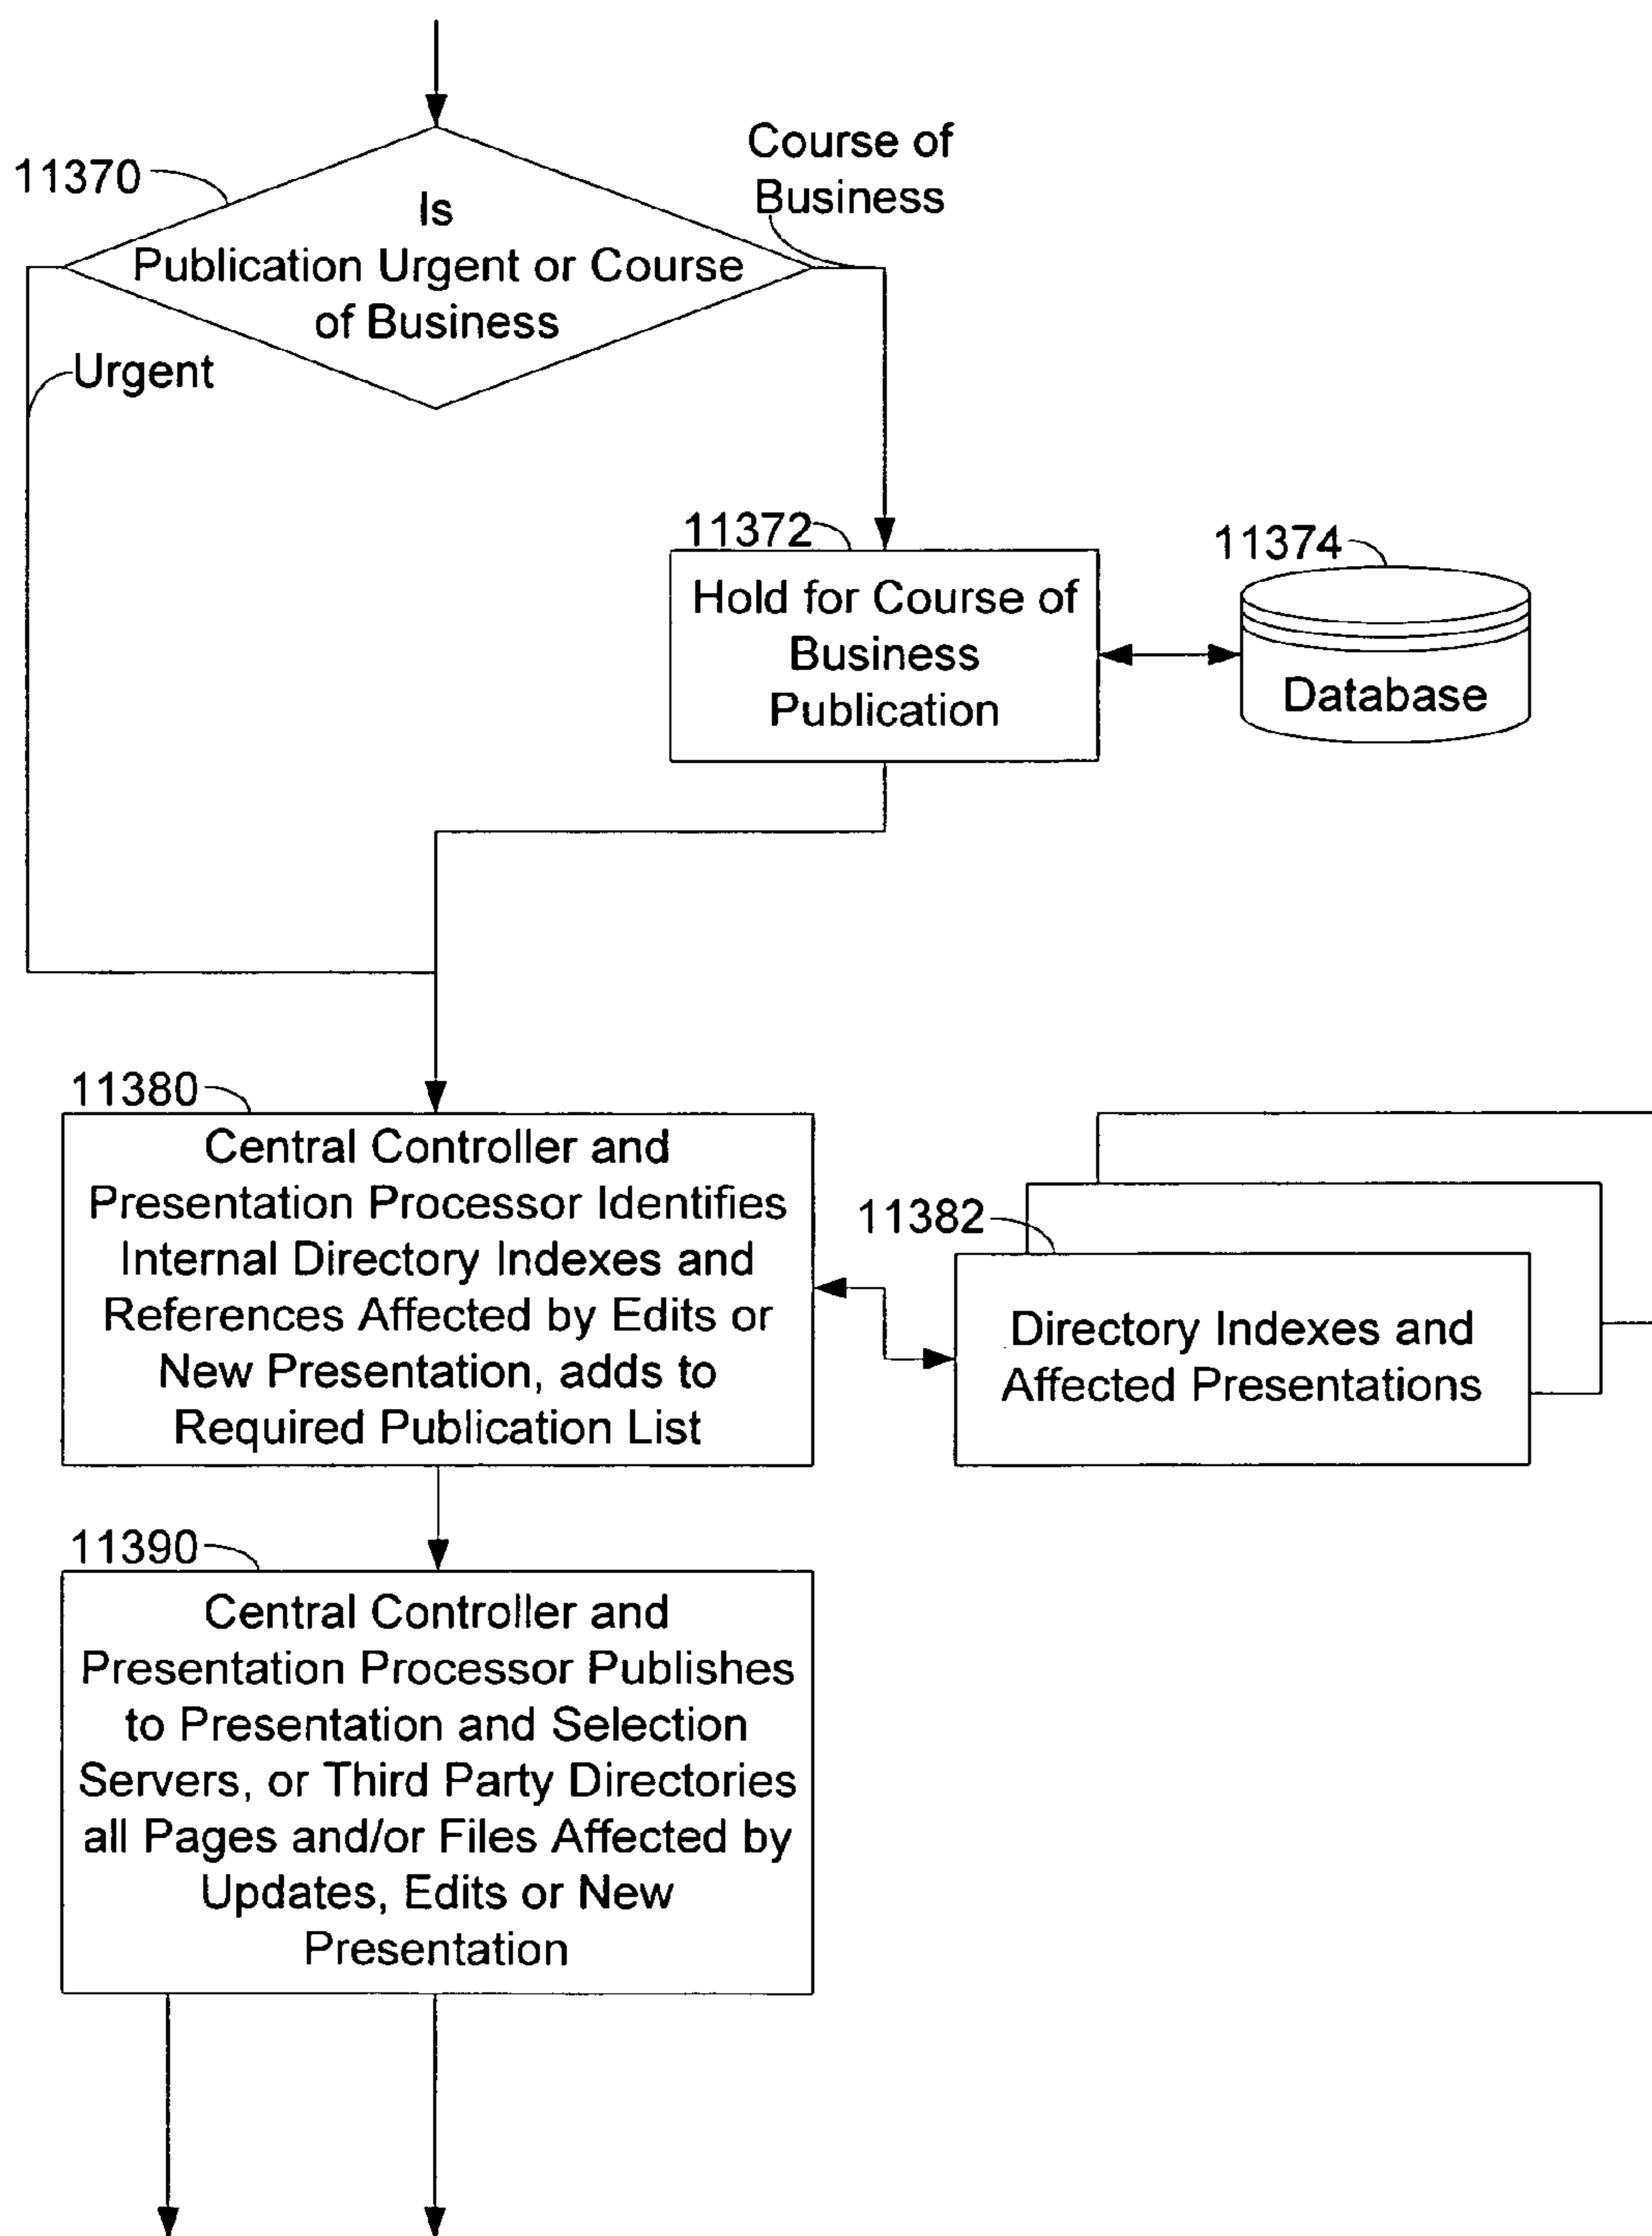 Course of
Business
11370
Is
Publication Urgent or Course
of Business
Urgent
11372
Hold for Course of
Business
Publication
11374
Database
11380
Central Controller and
Presentation Processor Identifies
Internal Directory Indexes and
References Affected by Edits or
New Presentation, adds to
Required Publication List
11382
Directory Indexes and
Affected Presentations
11390
Central Controller and
Presentation Processor Publishes
to Presentation and Selection
Servers, or Third Party Directories
all Pages and/or Files Affected by
Updates, Edits or New
Presentation